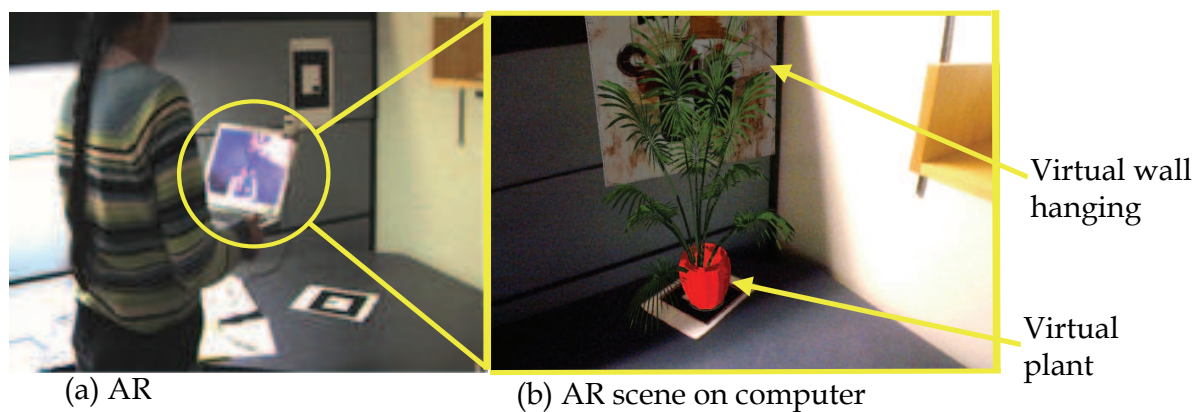 Virtual wall
hanging
Virtual
plant
(a) AR
(b) AR scene on computer